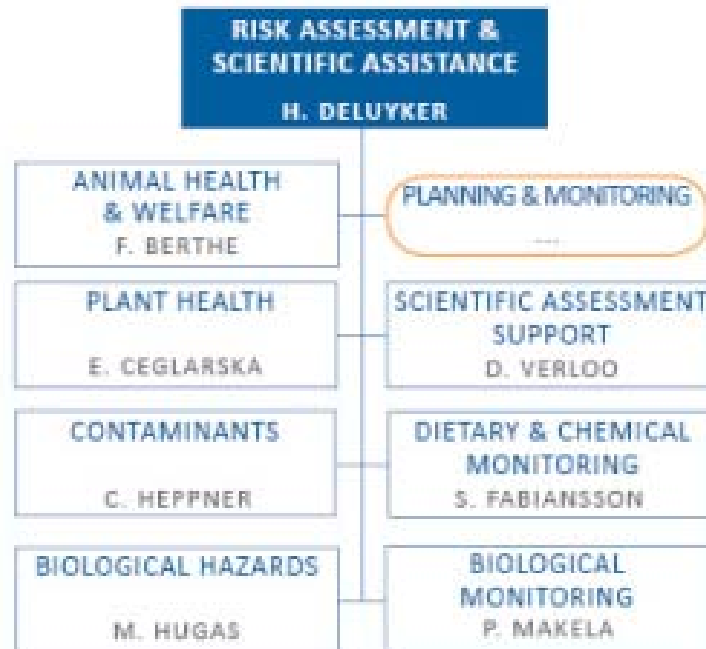 RISK ASSESSMENT &
SCIENTIFIC ASSISTANCE
H. DELUYKER
ANIMAL HEALTH
& WELFARE
F. BERTHE
PLANNING & MONITORING
....
PLANT HEALTH
E. CEGLARSKA
SCIENTIFIC ASSESSMENT
SUPPORT
D. VERLOO
CONTAMINANTS
C. HEPPNER
DIETARY & CHEMICAL
MONITORING
S. FABIANSSON
BIOLOGICAL HAZARDS
M. HUGAS
BIOLOGICAL
MONITORING
P. MAKELA